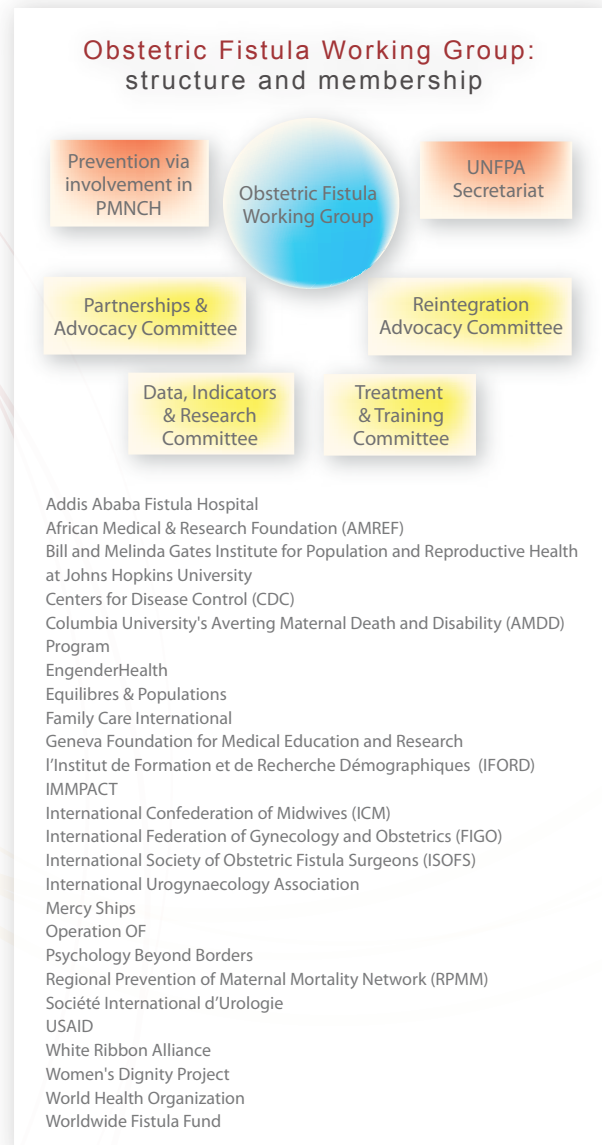 Obstetric Fistula Working Group:
structure and membership
Prevention via
involvement in
PMNCH
Obstetric Fistula
Working Group
UNFPA
Secretariat
Partnerships &
Advocacy Committee
Reintegration
Advocacy Committee
Data, Indicators
& Research
Committee
Treatment
& Training
Committee
Addis Ababa Fistula Hospital
African Medical & Research Foundation (AMREF)
Bill and Melinda Gates Institute for Population and Reproductive Health
at Johns Hopkins University
Centers for Disease Control (CDC)
Columbia University's Averting Maternal Death and Disability (AMDD)
Program
EngenderHealth
Equilibres & Populations
Family Care International
Geneva Foundation for Medical Education and Research
l'Institut de Formation et de Recherche Démographiques (IFORD)
IMMPACT
International Confederation of Midwives (ICM)
International Federation of Gynecology and Obstetrics (FIGO)
International Society of Obstetric Fistula Surgeons (ISOFS)
International Urogynaecology Association
Mercy Ships
Operation OF
Psychology Beyond Borders
Regional Prevention of Maternal Mortality Network (RPMM)
Société International d'Urologie
USAID
White Ribbon Alliance
Women's Dignity Project
World Health Organization
Worldwide Fistula Fund